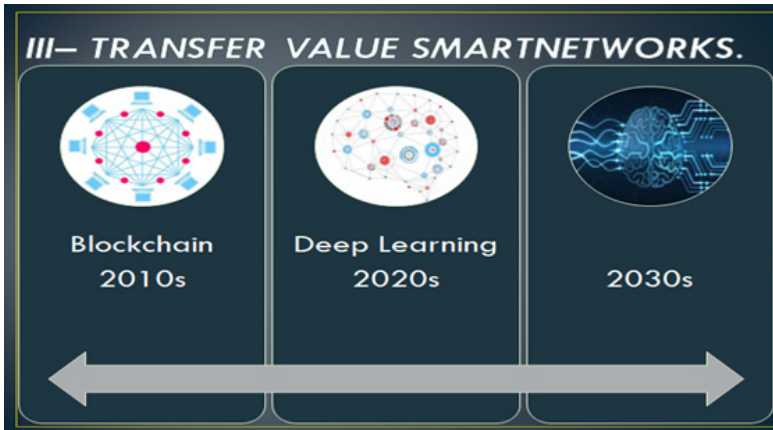 III– TRANSFER VALUE SMARTNETWORKS.
Blockchain
2010s
Deep Learning
2020s
2030s